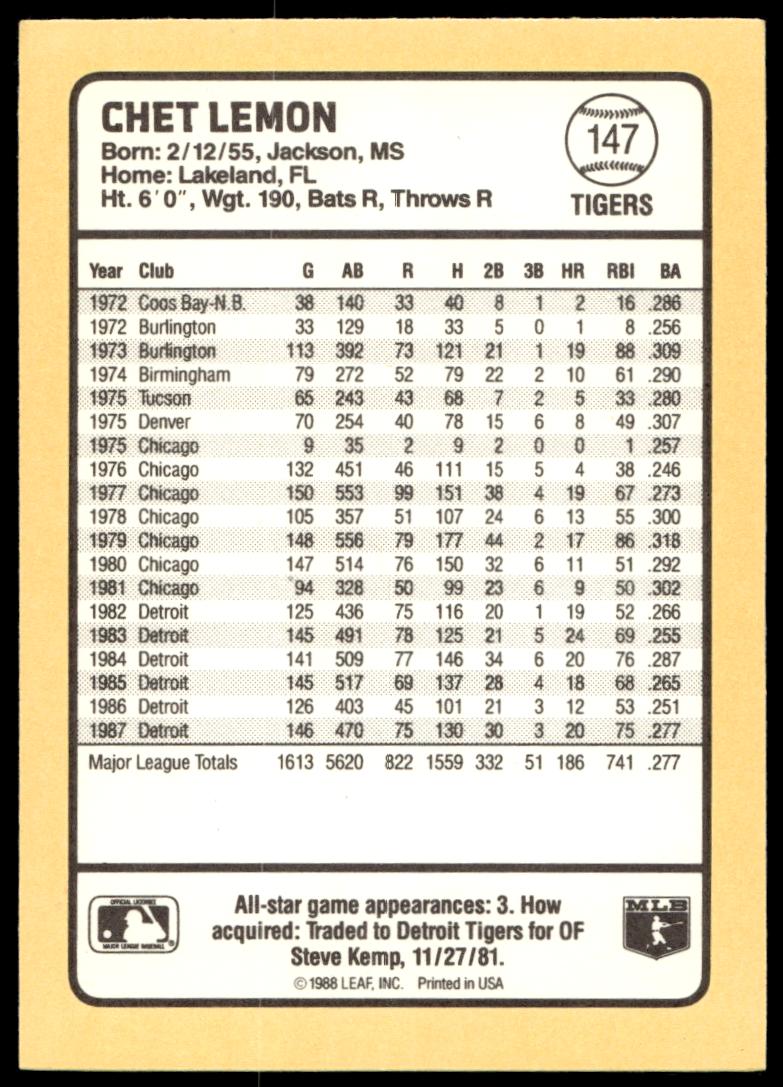 CHET LEMON
Born: 2/12/55, Jackson, MS
Home: Lakeland, FL
Ht. 6'0", Wgt. 190, Bats R, Throws R
147
TIGERS
Year Club G AB R H 2B 3B HR RBI BA
1972 Coos Bay-N.B. 38 140 33 40 8 1 2 16 .286
1972 Burlington 33 129 18 33 5 0 1 8 .256
1973 Burlington 113 392 73 121 21 1 19 88 .309
1974 Birmingham 79 272 52 79 22 2 10 61 .290
1975 Tucson 65 243 43 68 7 2 5 33 .280
1975 Denver 70 254 40 78 15 6 8 49 .307
1975 Chicago 9 35 2 9 2 0 0 1 .257
1976 Chicago 132 451 46 111 15 5 4 38 .246
1977 Chicago 150 553 99 151 38 4 19 67 .273
1978 Chicago 105 357 51 107 24 6 13 55 .300
1979 Chicago 148 556 79 177 44 2 17 86 .318
1980 Chicago 147 514 76 150 32 6 11 51 .292
1981 Chicago 94 328 50 99 23 6 9 50 .302
1982 Detroit 125 436 75 116 20 1 19 52 .266
1983 Detroit 145 491 78 125 21 5 24 69 .255
1984 Detroit 141 509 77 146 34 6 20 76 .287
1985 Detroit 145 517 69 137 28 4 18 68 .265
1986 Detroit 126 403 45 101 21 3 12 53 .251
1987 Detroit 146 470 75 130 30 3 20 75 .277
Major League Totals 1613 5620 822 1559 332 51 186 741 .277
OFFICIAL LICENSEE
MAJOR LEAGUE BASEBALL
All-star game appearances: 3. How
acquired: Traded to Detroit Tigers for OF
Steve Kemp, 11/27/81.
©1988 LEAF, INC. Printed in USA
MLB